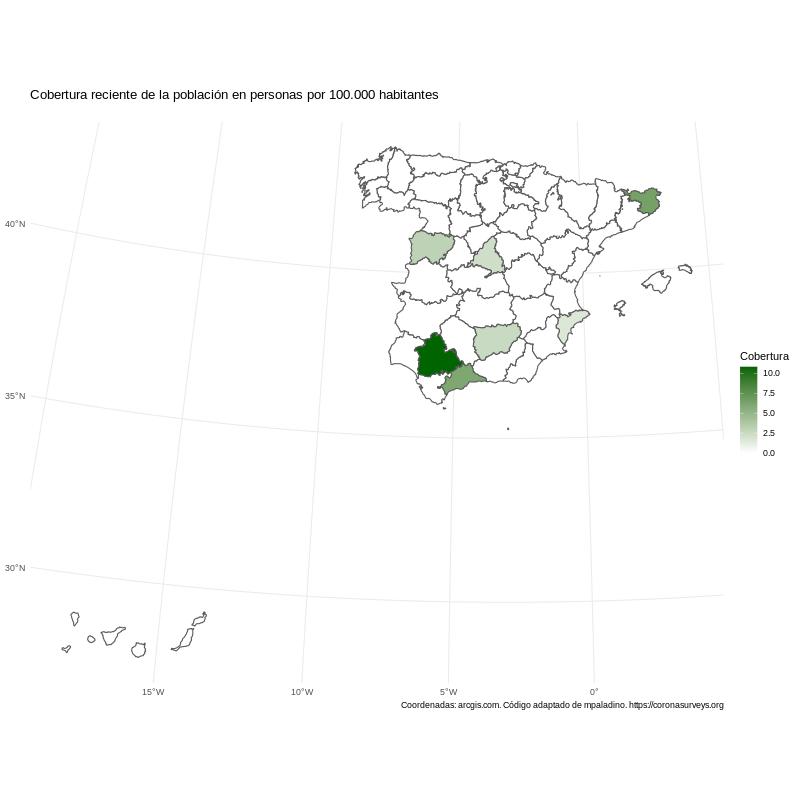 Cobertura reciente de la población en personas por 100.000 habitantes
40°N
35°N
30°N
15°W
10°W
5°W
0°
Cobertura
10.0
7.5
5.0
2.5
0.0
Coordenadas: arcgis.com. Código adaptado de mpaladino. https://coronasurveys.org